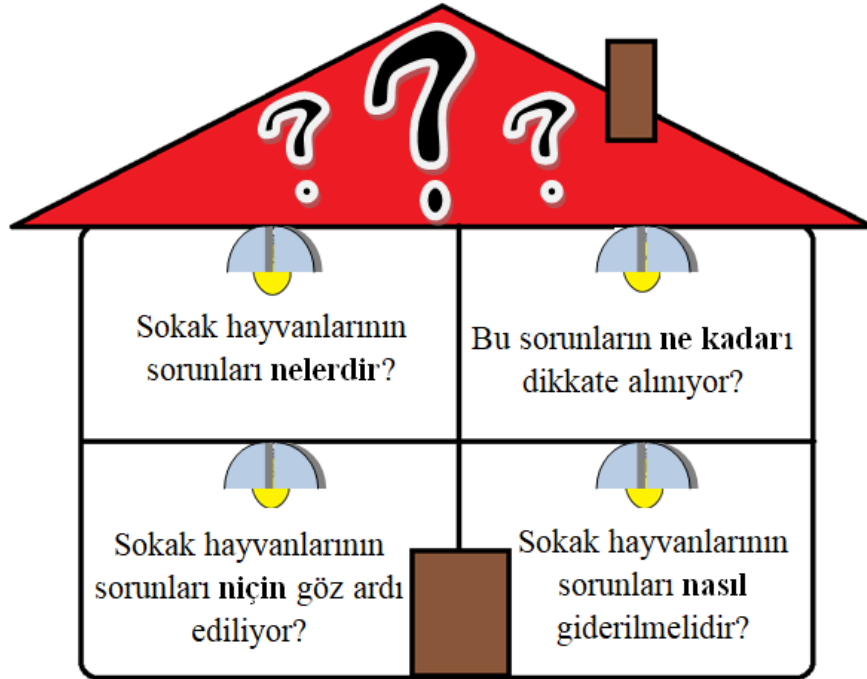 ? ? ?
Sokak hayvanlarının
sorunları nelerdir?
Bu sorunların ne kadarı
dikkate alınıyor?
Sokak hayvanlarının
sorunları niçin göz ardı
ediliyor?
Sokak hayvanlarının
sorunları nasıl
giderilmelidir?